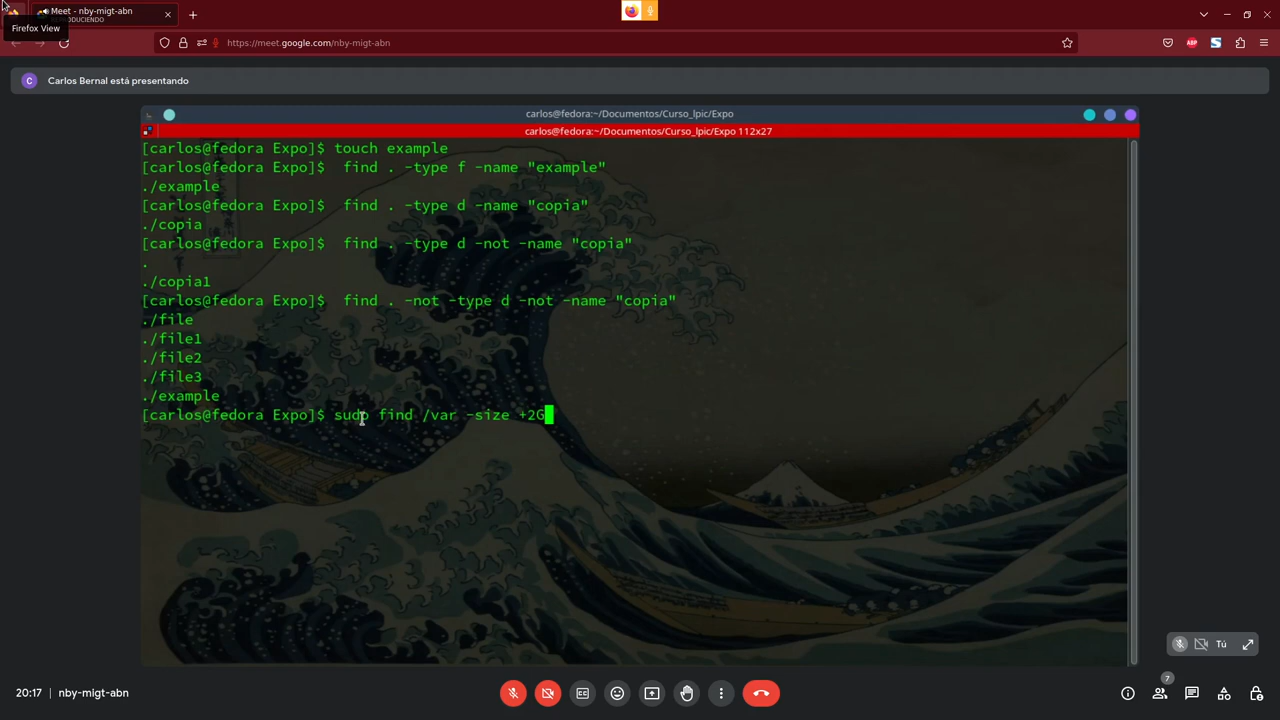 Meet - nby-migt-abn
Firefox View
https://meet.google.com/nby-migt-abn
ABP
S
C
Carlos Bernal está presentando
carlos@fedora:~/Documentos/Curso_lpic/Expo
carlos@fedora:~/Documentos/Curso_lpic/Expo 112x27
[carlos@fedora Expo]$ touch example
[carlos@fedora Expo]$  find . -type f -name "example"
./example
[carlos@fedora Expo]$  find . -type d -name "copia"
./copia
[carlos@fedora Expo]$  find . -type d -not -name "copia"
.
./copia1
[carlos@fedora Expo]$  find . -not -type d -not -name "copia"
./file
./file1
./file2
./file3
./example
[carlos@fedora Expo]$ sudo find /var -size +2G
Tú
20:17 | nby-migt-abn
CC
7